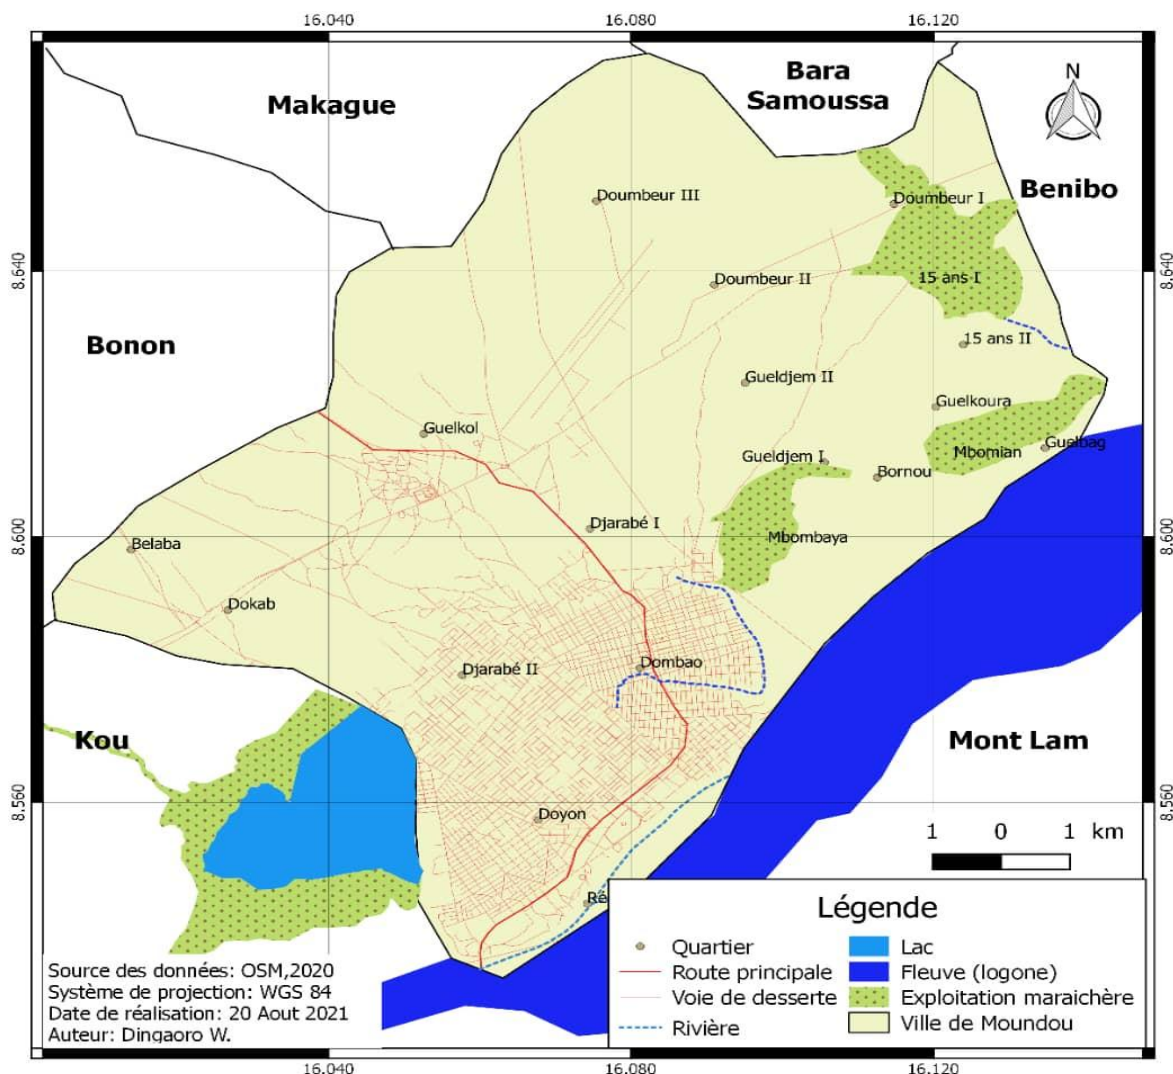 16.040
16.080
16.120
Makague
Bara
Samoussa
N
Benibo
Doumbeur III
Doumbeur I
8.640
8.640
Doumbeur II
15 ans I
Bonon
15 ans II
Gueldjem II
Guelkoura
Guelkol
Guelbag
Gueldjem I
Mbomian
Bornou
Djarabé I
8.600
Mbombaya
8.600
Belaba
Dokab
Dombao
Djarabé II
Kou
Mont Lam
8.560
8.560
Doyon
1 0 1 km
Légende
Quartier
Route principale
Voie de desserte
Rivière
Lac
Fleuve (logone)
Exploitation maraichère
Ville de Moundou
Source des données: OSM,2020
Système de projection: WGS 84
Date de réalisation: 20 Aout 2021
Auteur: Dingaoro W.
16.040
16.080
16.120